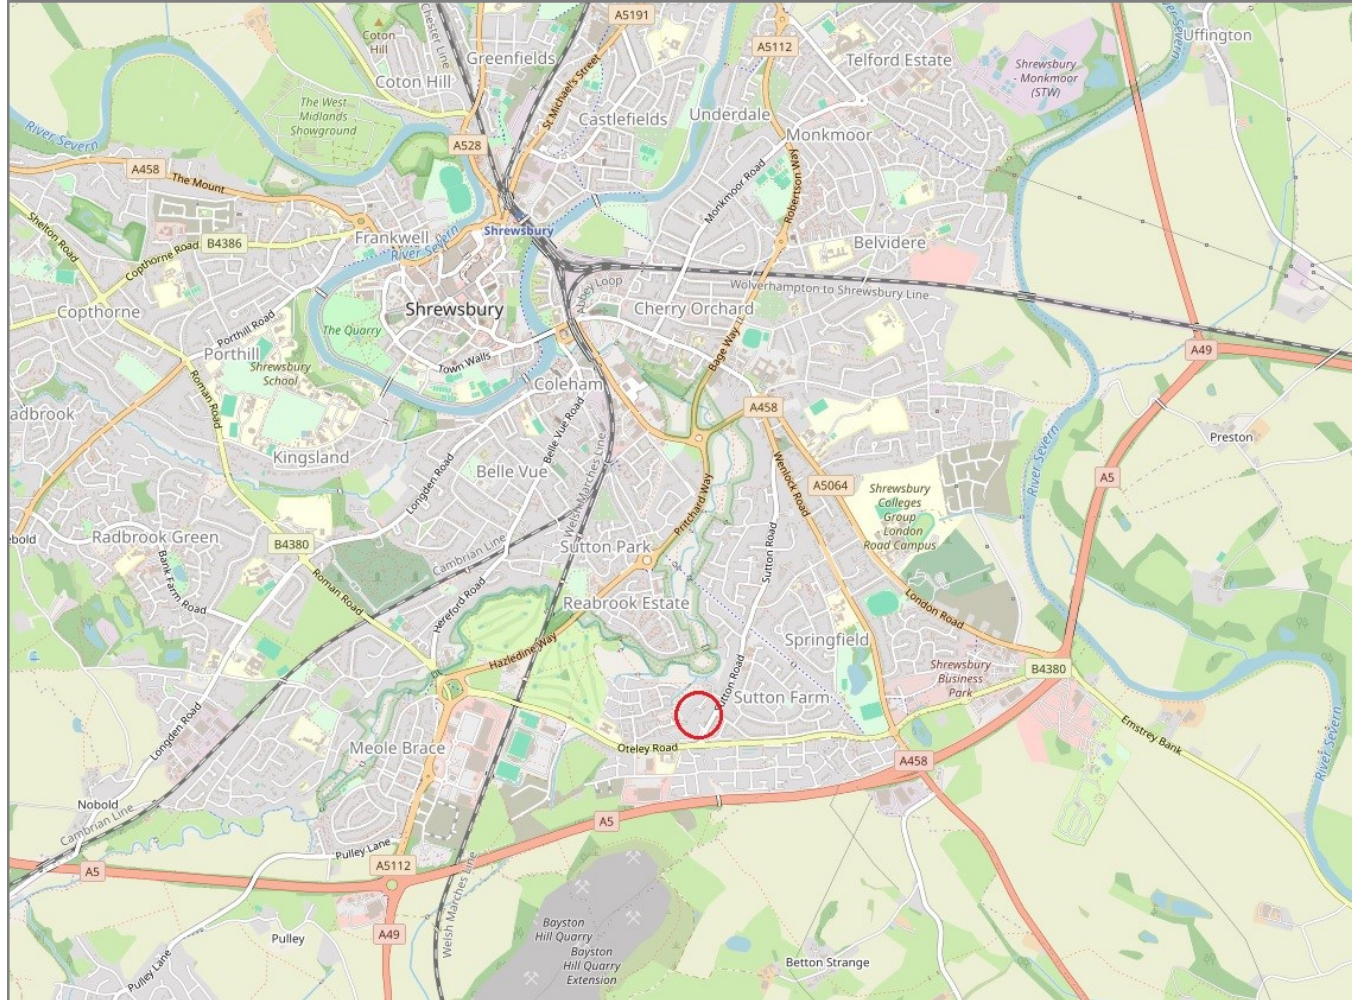 A5191
Coton
Hill
Chester Line
Greenfields
A5112
Uffington
River Severn
Telford Estate
Shrewsbury
- Monkmoor
(STW)
Coton Hill
St Michael's Street
The West
Midlands
Showground
Castlefields
Underdale
Monkmoor
River Severn
A528
A458
The Mount
Monkmoor Road
Robertson Way
Shelton Road
Copthorne Road
B4386
Frankwell
River Severn
Shrewsbury
Belvidere
Abbey Loop
Wolverhampton to Shrewsbury Line
Copthorne
Shrewsbury
Cherry Orchard
Porthill Road
The Quarry
Porthill
Shrewsbury
School
Town Walls
Bage Way
A49
Coleham
Roman Road
adbrook
A458
Belle Vue Road
Kingsland
Preston
Longden Road
Belle Vue
Welsh Marches Line
Wenlock Road
A5064
A5
River Severn
Shrewsbury
Colleges
Group
London
Road Campus
Pritchard Way
ebold
Radbrook Green
B4380
Cambrian Line
Sutton Park
Sutton Road
Bank Farm Road
Roman Road
Hereford Road
Reabrook Estate
London Road
Hazledine Way
Springfield
Shrewsbury
Business
Park
B4380
Sutton Road
Sutton Farm
Longden Road
Meole Brace
Oteley Road
Emstrey Bank
River Severn
A458
Nobold
Cambrian Line
A5
Pulley Lane
A5
A5112
Welsh Marches Line
Bayston
Hill Quarry
Bayston
Hill Quarry
Extension
Pulley
A49
Pulley Lane
Betton Strange